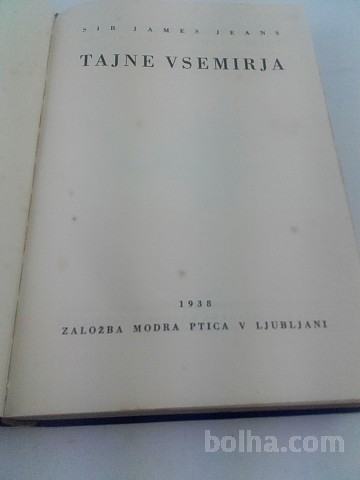 SIR JAMES JEANS
TAJNE VSEMIRJA
1938
ZALOŽBA MODRA PTICA V LJUBLJANI
bolha.com